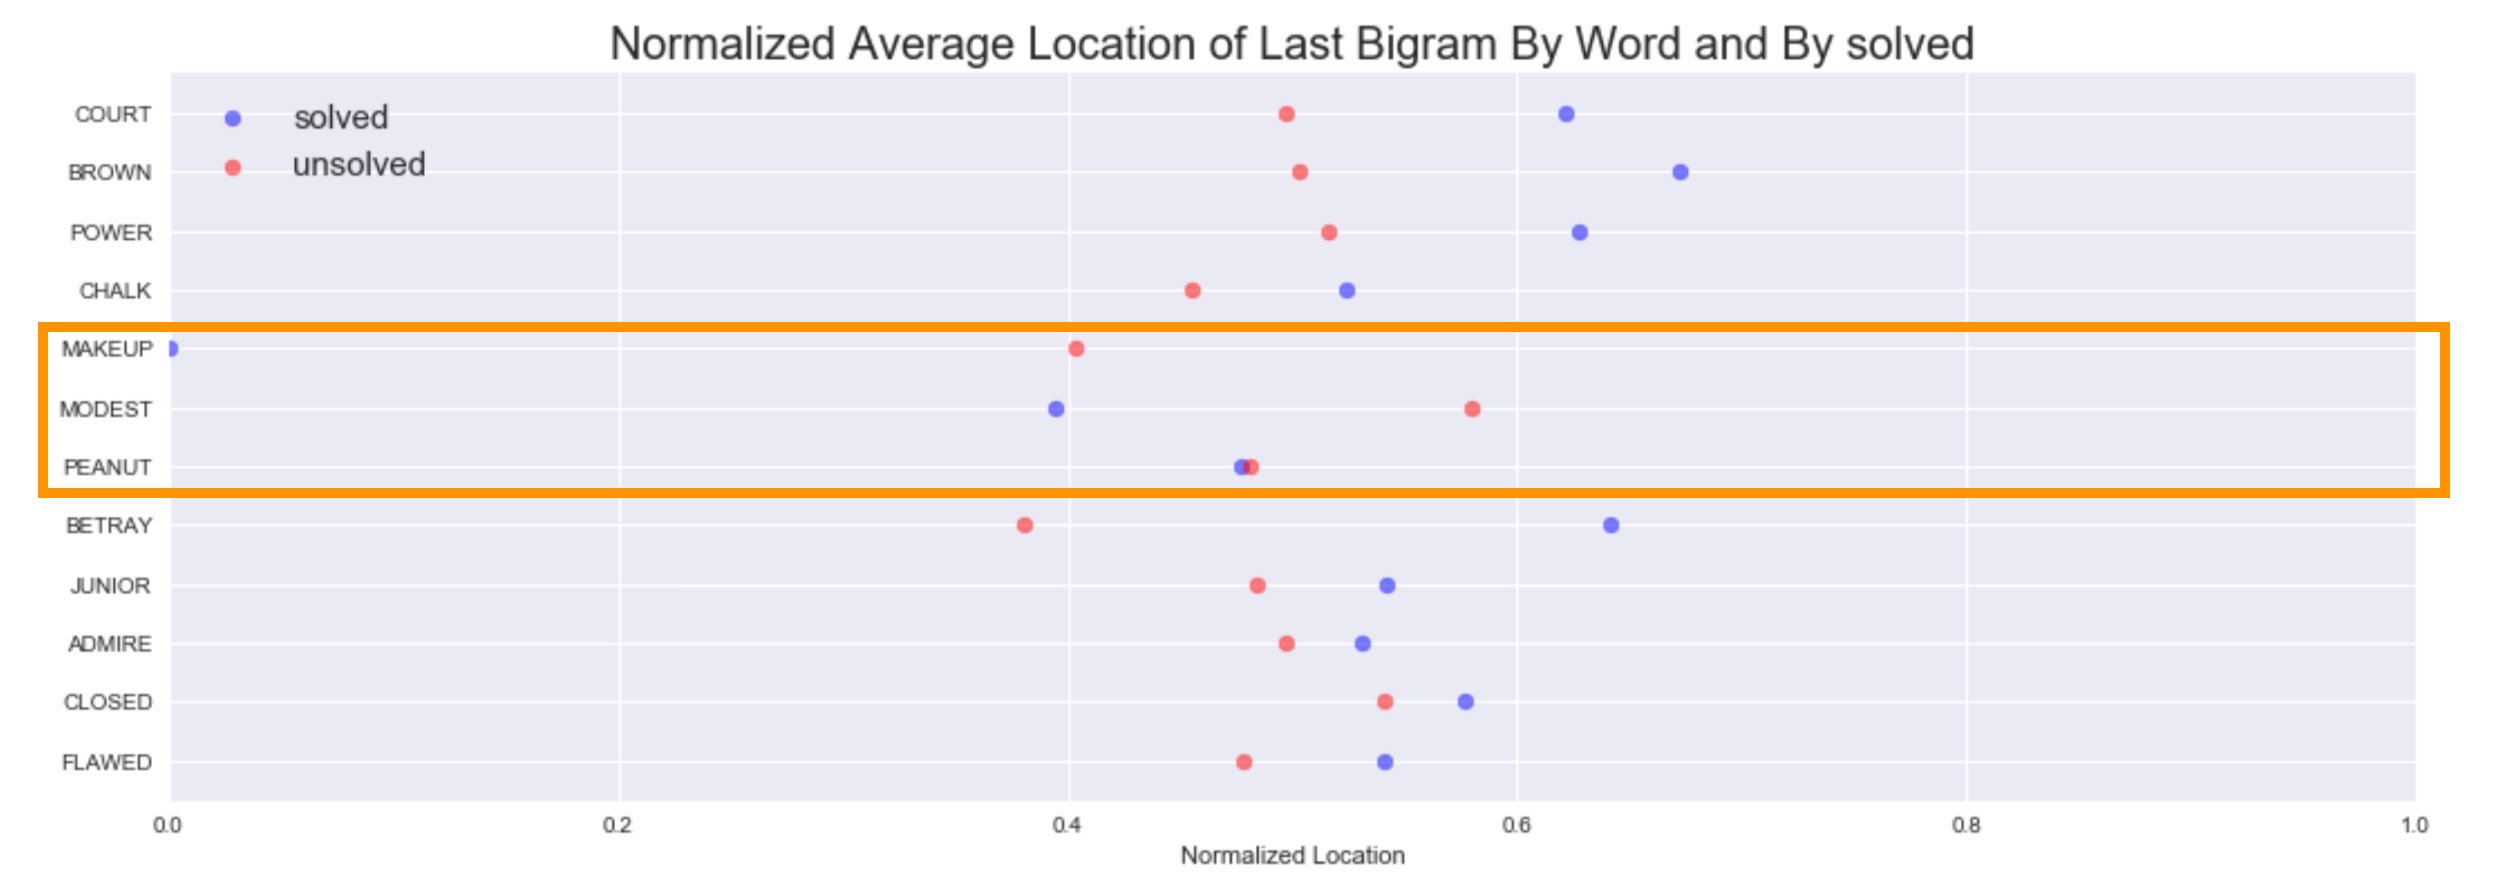 Normalized Average Location of Last Bigram By Word and By solved
COURT
solved
BROWN
unsolved
POWER
CHALK
MAKEUP
MODEST
PEANUT
BETRAY
JUNIOR
ADMIRE
CLOSED
FLAWED
0.0 0.2 0.4 0.6 0.8 1.0
Normalized Location